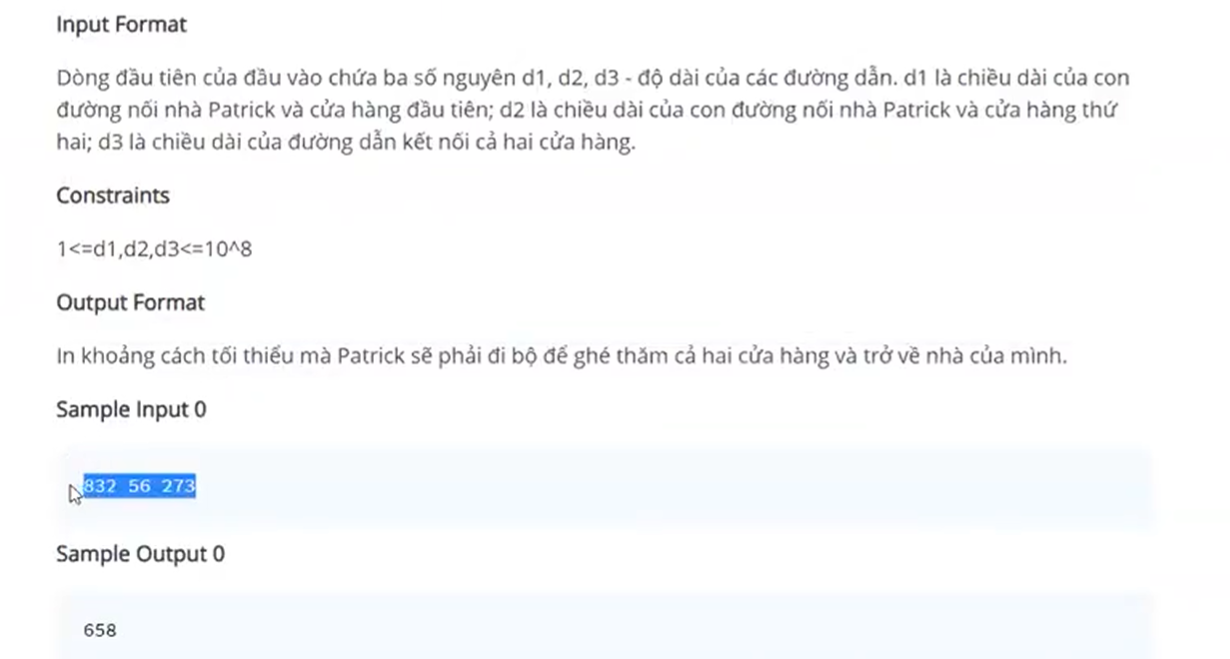 Input Format
Dòng đầu tiên của đầu vào chứa ba số nguyên d1, d2, d3 - độ dài của các đường dẫn. d1 là chiều dài của con
đường nối nhà Patrick và cửa hàng đầu tiên; d2 là chiều dài của con đường nối nhà Patrick và cửa hàng thứ
hai; d3 là chiều dài của đường dẫn kết nối cả hai cửa hàng.
Constraints
1<=d1,d2,d3<=10^8
Output Format
In khoảng cách tối thiểu mà Patrick sẽ phải đi bộ để ghé thăm cả hai cửa hàng và trở về nhà của mình.
Sample Input 0
832 56 273
Sample Output 0
658